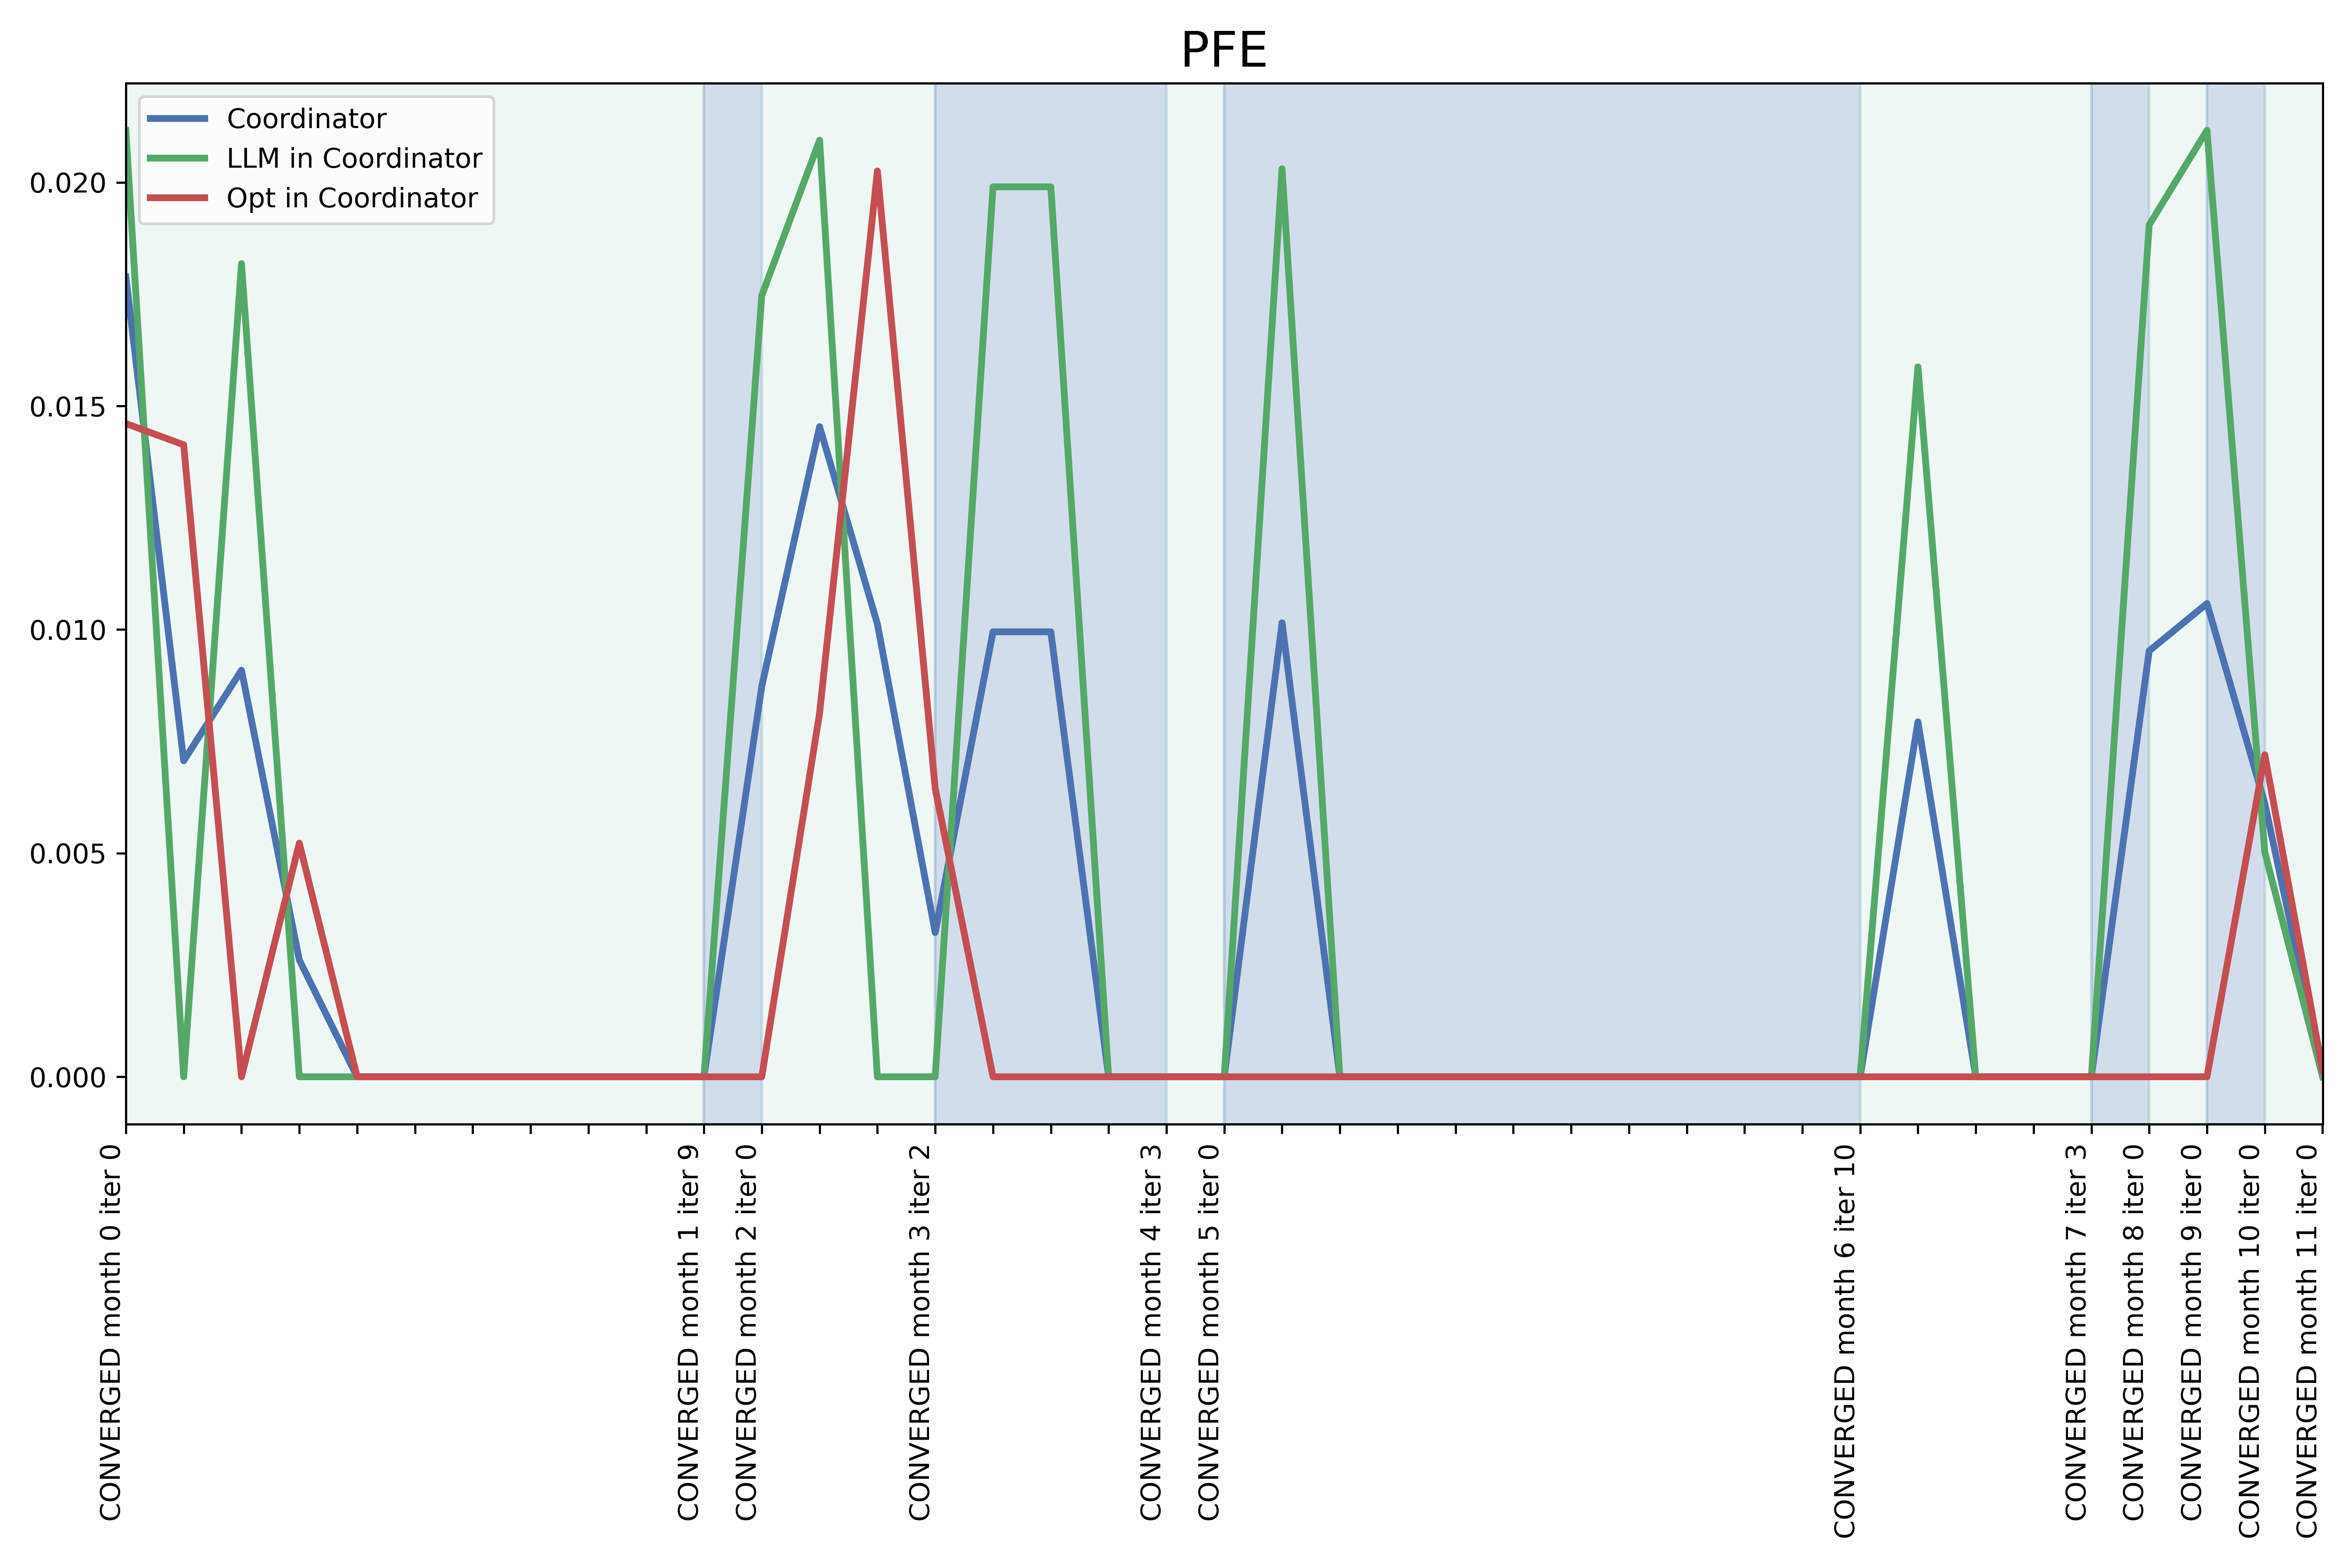 PFE
Coordinator
LLM in Coordinator
Opt in Coordinator
0.020
0.015
0.010
0.005
0.000
CONVERGED month 0 iter 0
CONVERGED month 1 iter 9
CONVERGED month 2 iter 0
CONVERGED month 3 iter 2
CONVERGED month 4 iter 3
CONVERGED month 5 iter 0
CONVERGED month 6 iter 10
CONVERGED month 7 iter 3
CONVERGED month 8 iter 0
CONVERGED month 9 iter 0
CONVERGED month 10 iter 0
CONVERGED month 11 iter 0